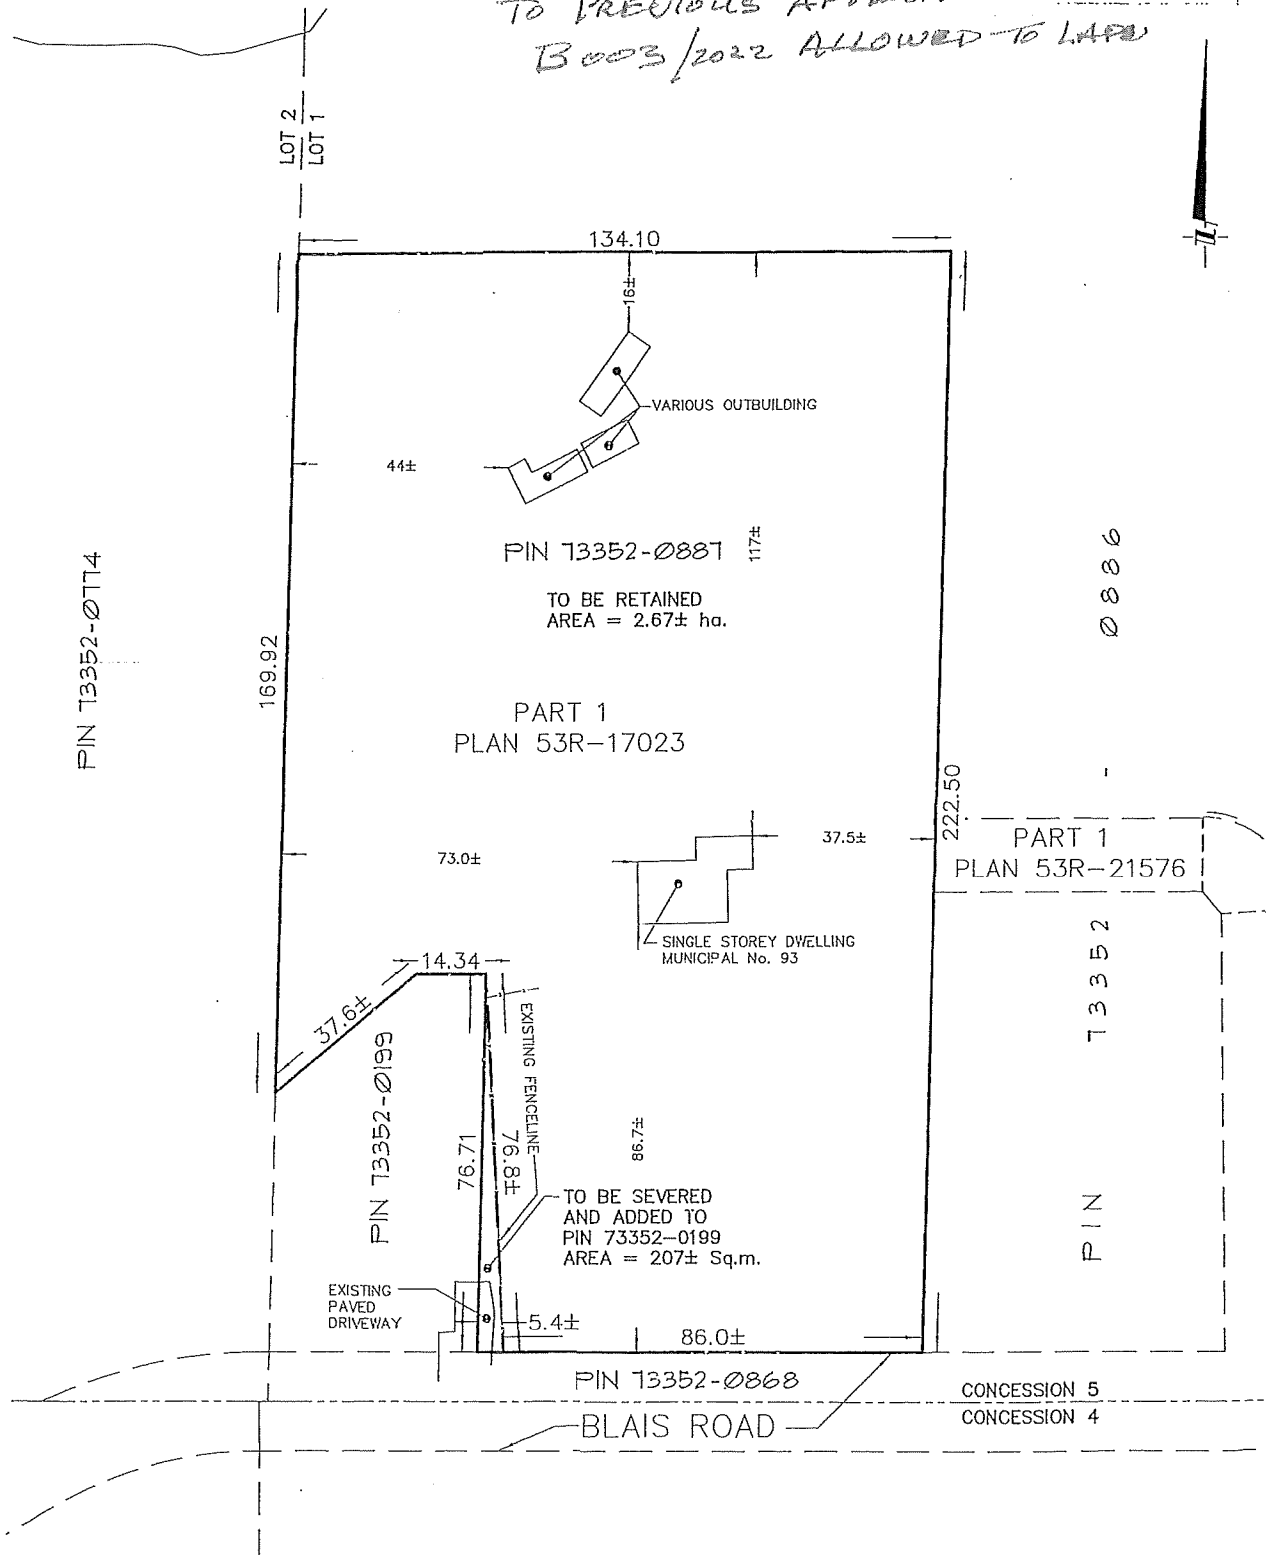 TO PREVIOUS
B003/2022 ALLOWED TO
LOT 2
LOT 1
134.10
16±
VARIOUS OUTBUILDING
44±
PIN 73352-0887
117±
TO BE RETAINED
AREA = 2.67± ha.
PIN 73352-0774
169.92
PART 1
PLAN 53R-17023
222.50
PIN 73352 - 0886
PART 1
PLAN 53R-21576
37.5±
73.0±
SINGLE STOREY DWELLING
MUNICIPAL No. 93
14.34
37.6±
PIN 73352-0199
EXISTING FENCELINE
76.71
76.8±
86.7±
TO BE SEVERED
AND ADDED TO
PIN 73352-0199
AREA = 207± Sq.m.
EXISTING
PAVED
DRIVEWAY
5.4±
86.0±
PIN 73352-0868
CONCESSION 5
CONCESSION 4
BLAIS ROAD